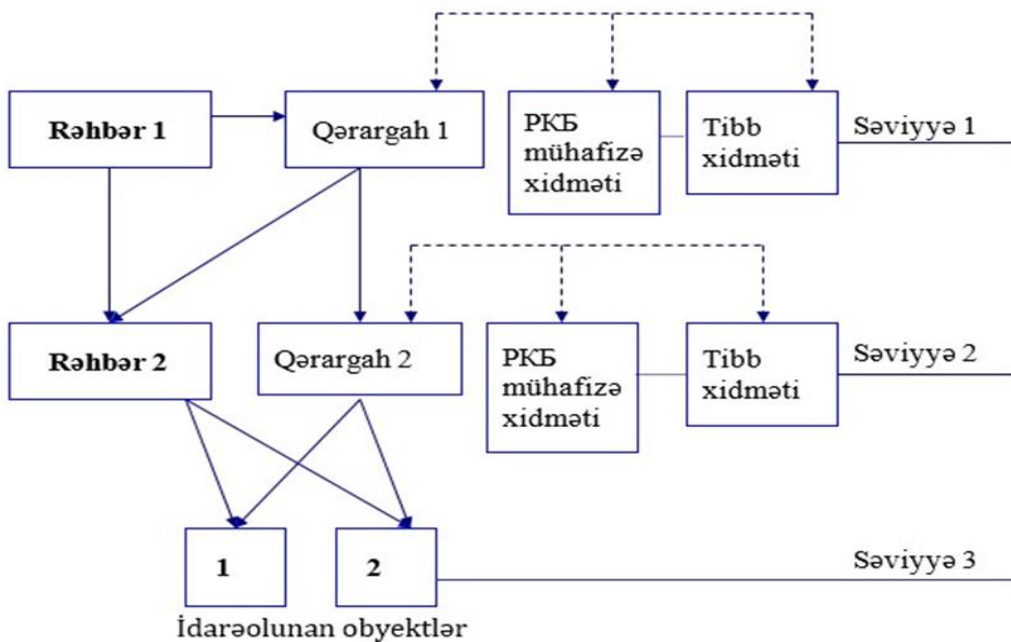 Rəhbər 1
Qərargah 1
РКБ
mühafizə
xidməti
Tibb
xidməti
Səviyyə 1
Rəhbər 2
Qərargah 2
РКБ
mühafizə
xidməti
Tibb
xidməti
Səviyyə 2
1
2
Səviyyə 3
İdarəolunan obyektlər